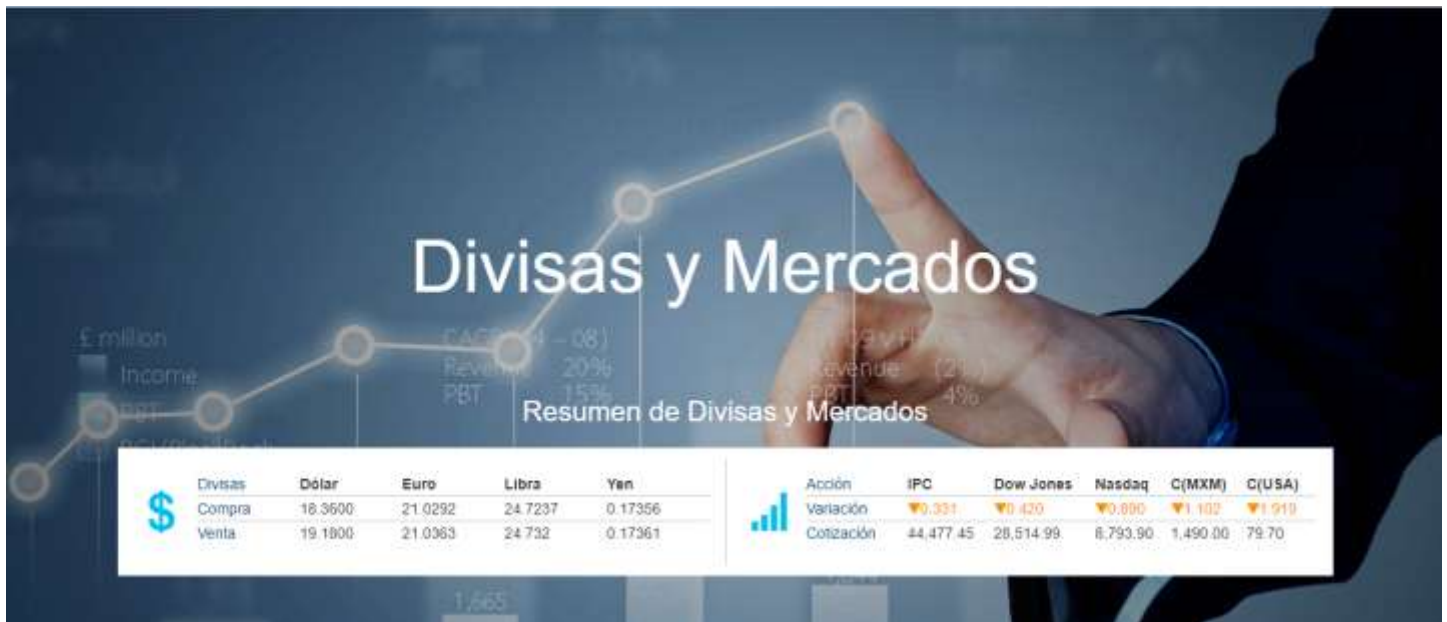 Divisas y Mercados
£ million
Income
Revenue 20%
PBT 15%
Revenue
PBT 4%
Resumen de Divisas y Mercados
$
Divisas Dólar Euro Libra Yen
Compra 18.3600 21.0292 24.7237 0.17356
Venta 19.1800 21.0363 24.732 0.17361
Acción IPC Dow Jones Nasdaq C(MXM) C(USA)
Variación ▼0.331 ▼0.420 ▼0.890 ▼1.102 ▼1.919
Cotización 44,477.45 28,514.99 8,793.90 1,490.00 79.70
1,665